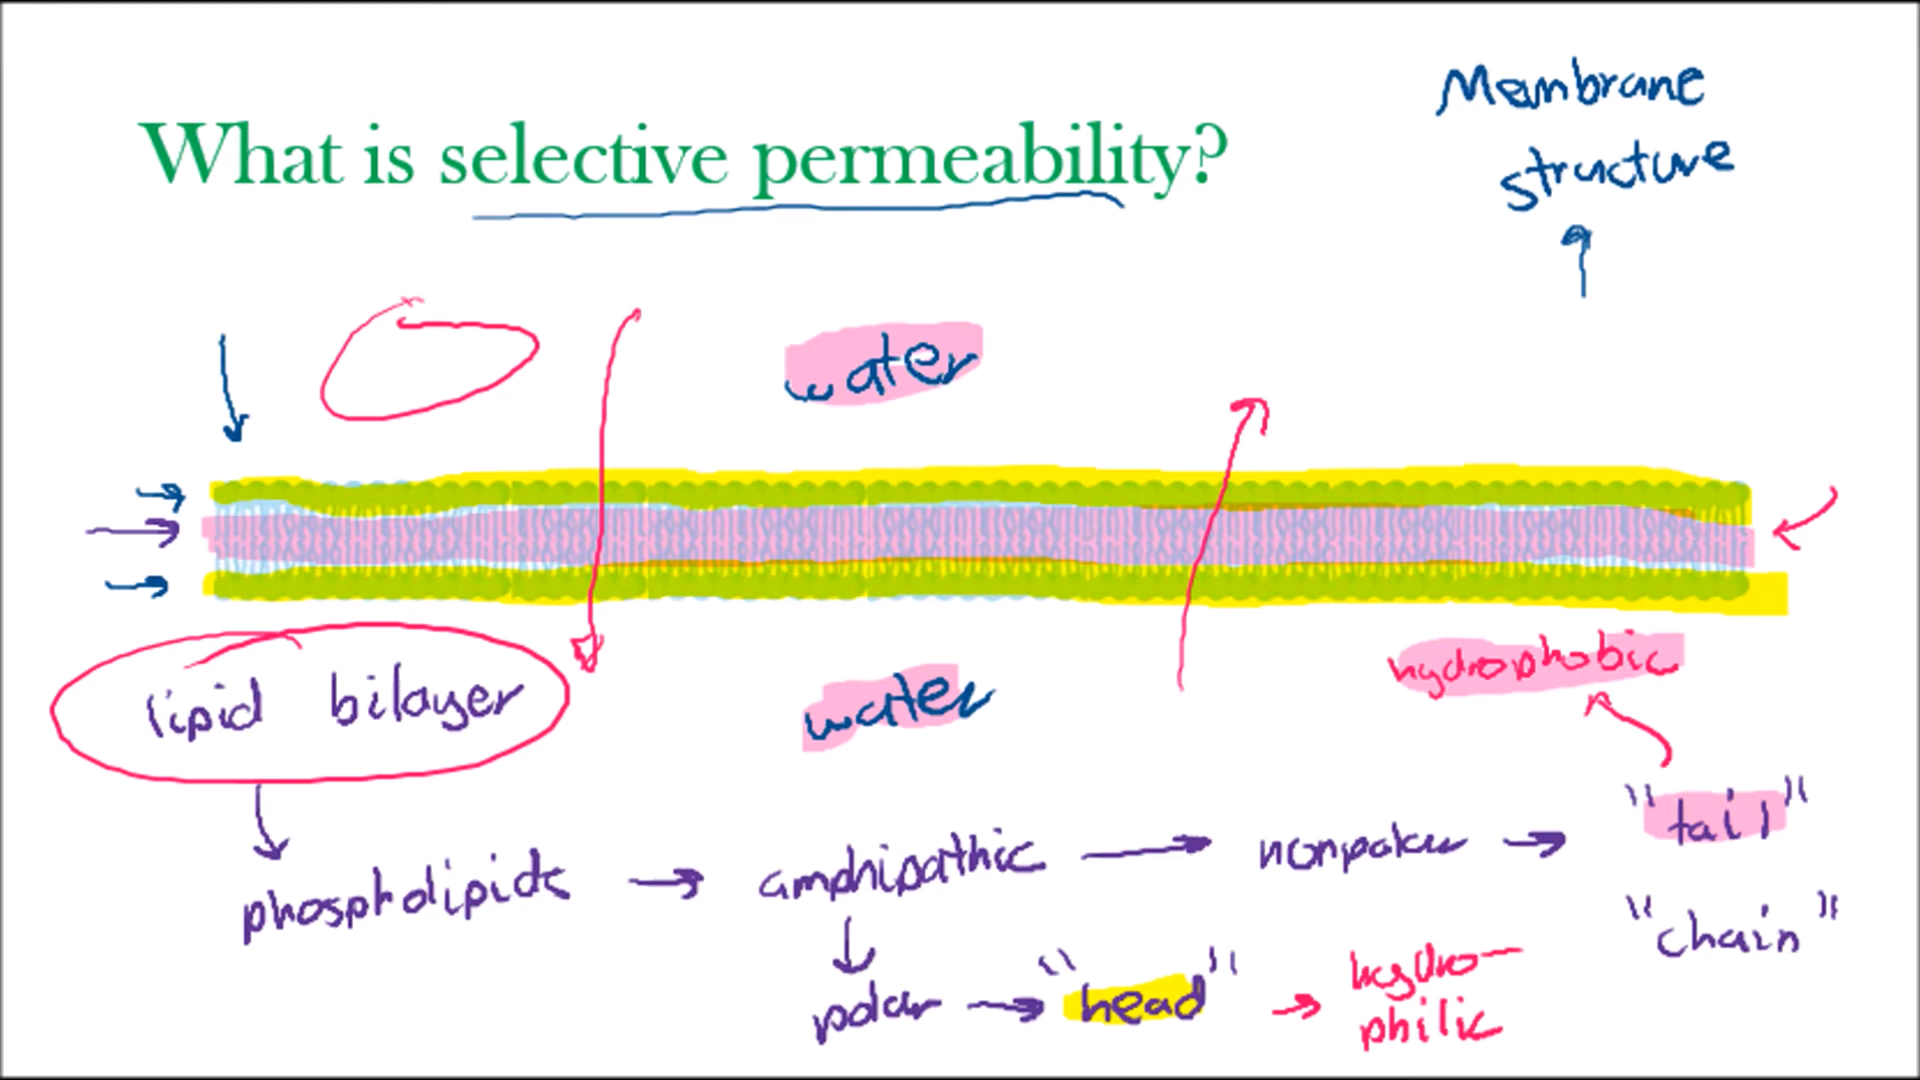 What is selective permeability?
Membrane
structure
water
lipid bilayer
water
hydrophobic
phospholipids → amphipathic → nonpolar → "tail"
"chain"
polar → "head" → hydro-
philic